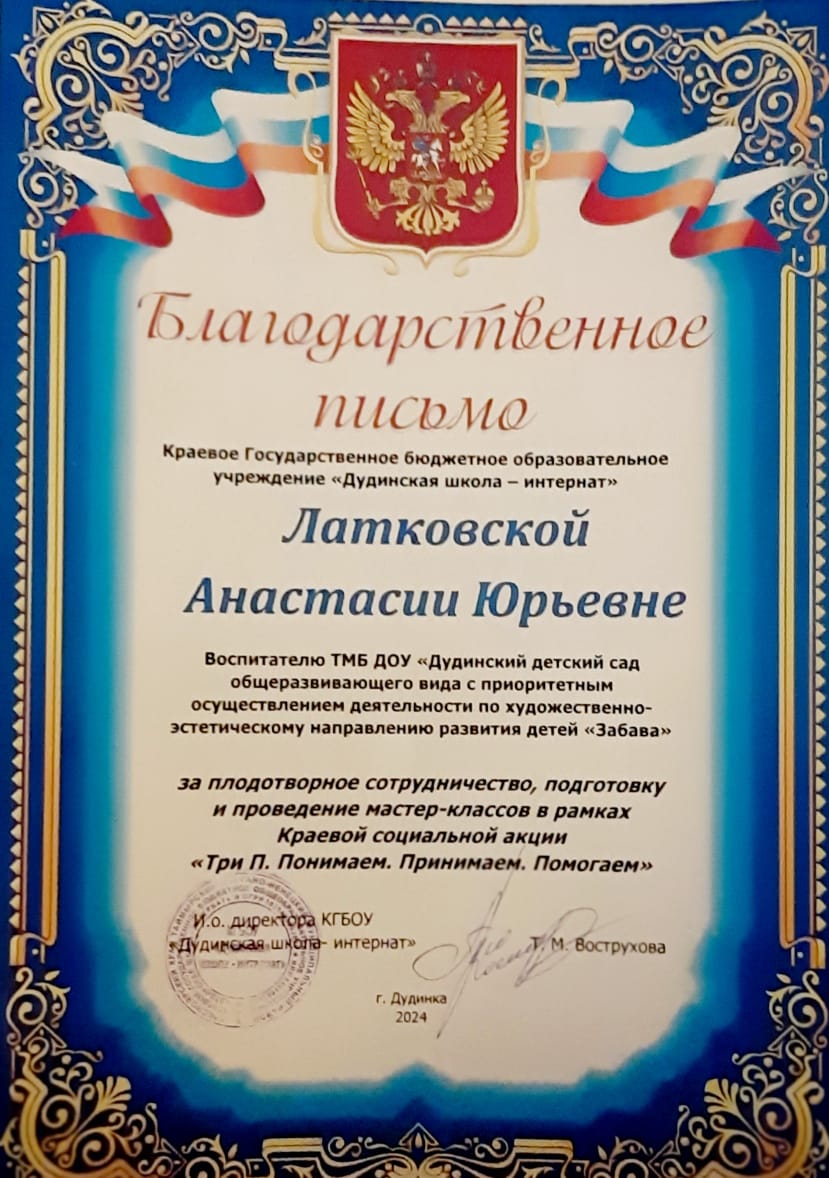 Благодарственное
письмо
Краевое Государственное бюджетное образовательное
учреждение «Дудинская школа – интернат»
Латковской
Анастасии Юрьевне
Воспитателю ТМБ ДОУ «Дудинский детский сад
общеразвивающего вида с приоритетным
осуществлением деятельности по художественно-
эстетическому направлению развития детей «Забава»
за плодотворное сотрудничество, подготовку
и проведение мастер-классов в рамках
Краевой социальной акции
«Три П. Понимаем. Принимаем. Помогаем»
И.о. директора КГБОУ
«Дудинская школа- интернат» Т. М. Вострухова
г. Дудинка
2024